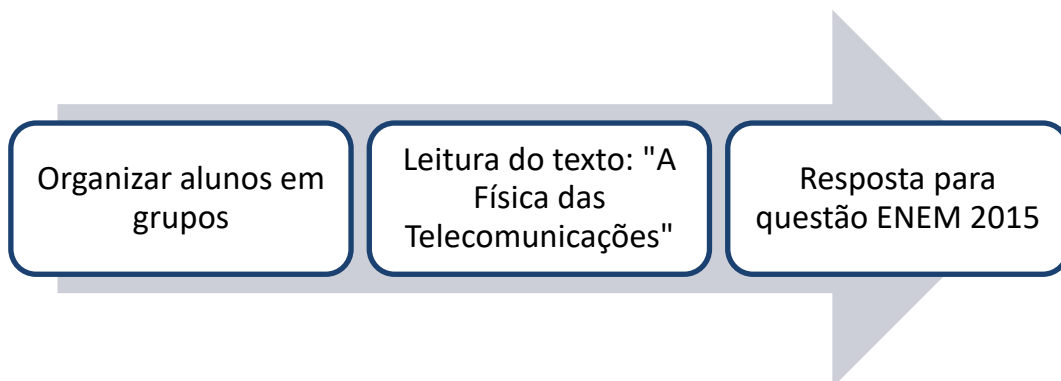 Organizar alunos em
grupos
Leitura do texto: "A
Física das
Telecomunicações"
Resposta para
questão ENEM 2015